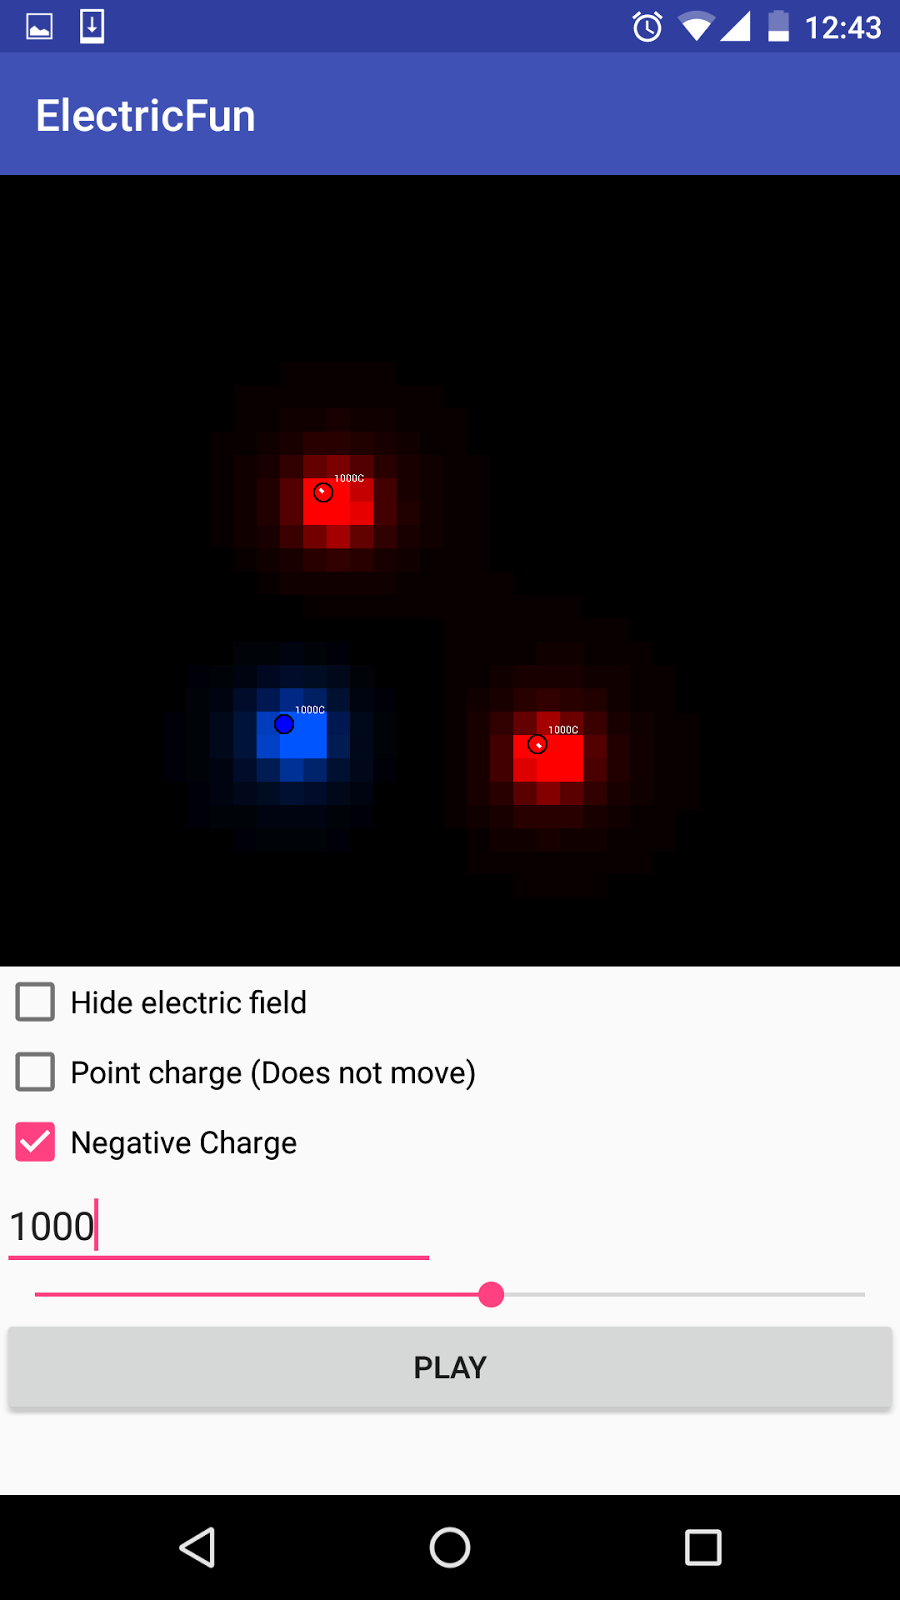 12:43
ElectricFun
1000C
1000C
1000C
Hide electric field
Point charge (Does not move)
Negative Charge
1000
PLAY